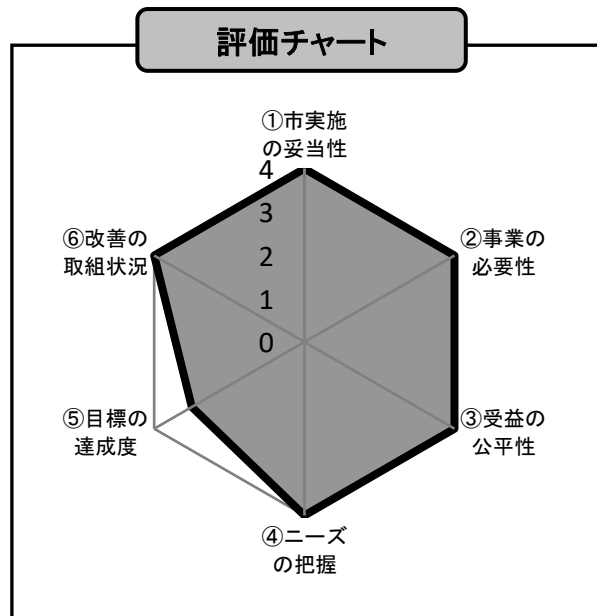 評価チャート
①市実施
の妥当性
4
3
2
1
0
②事業の
必要性
③受益の
公平性
④ニーズ
の把握
⑤目標の
達成度
⑥改善の
取組状況